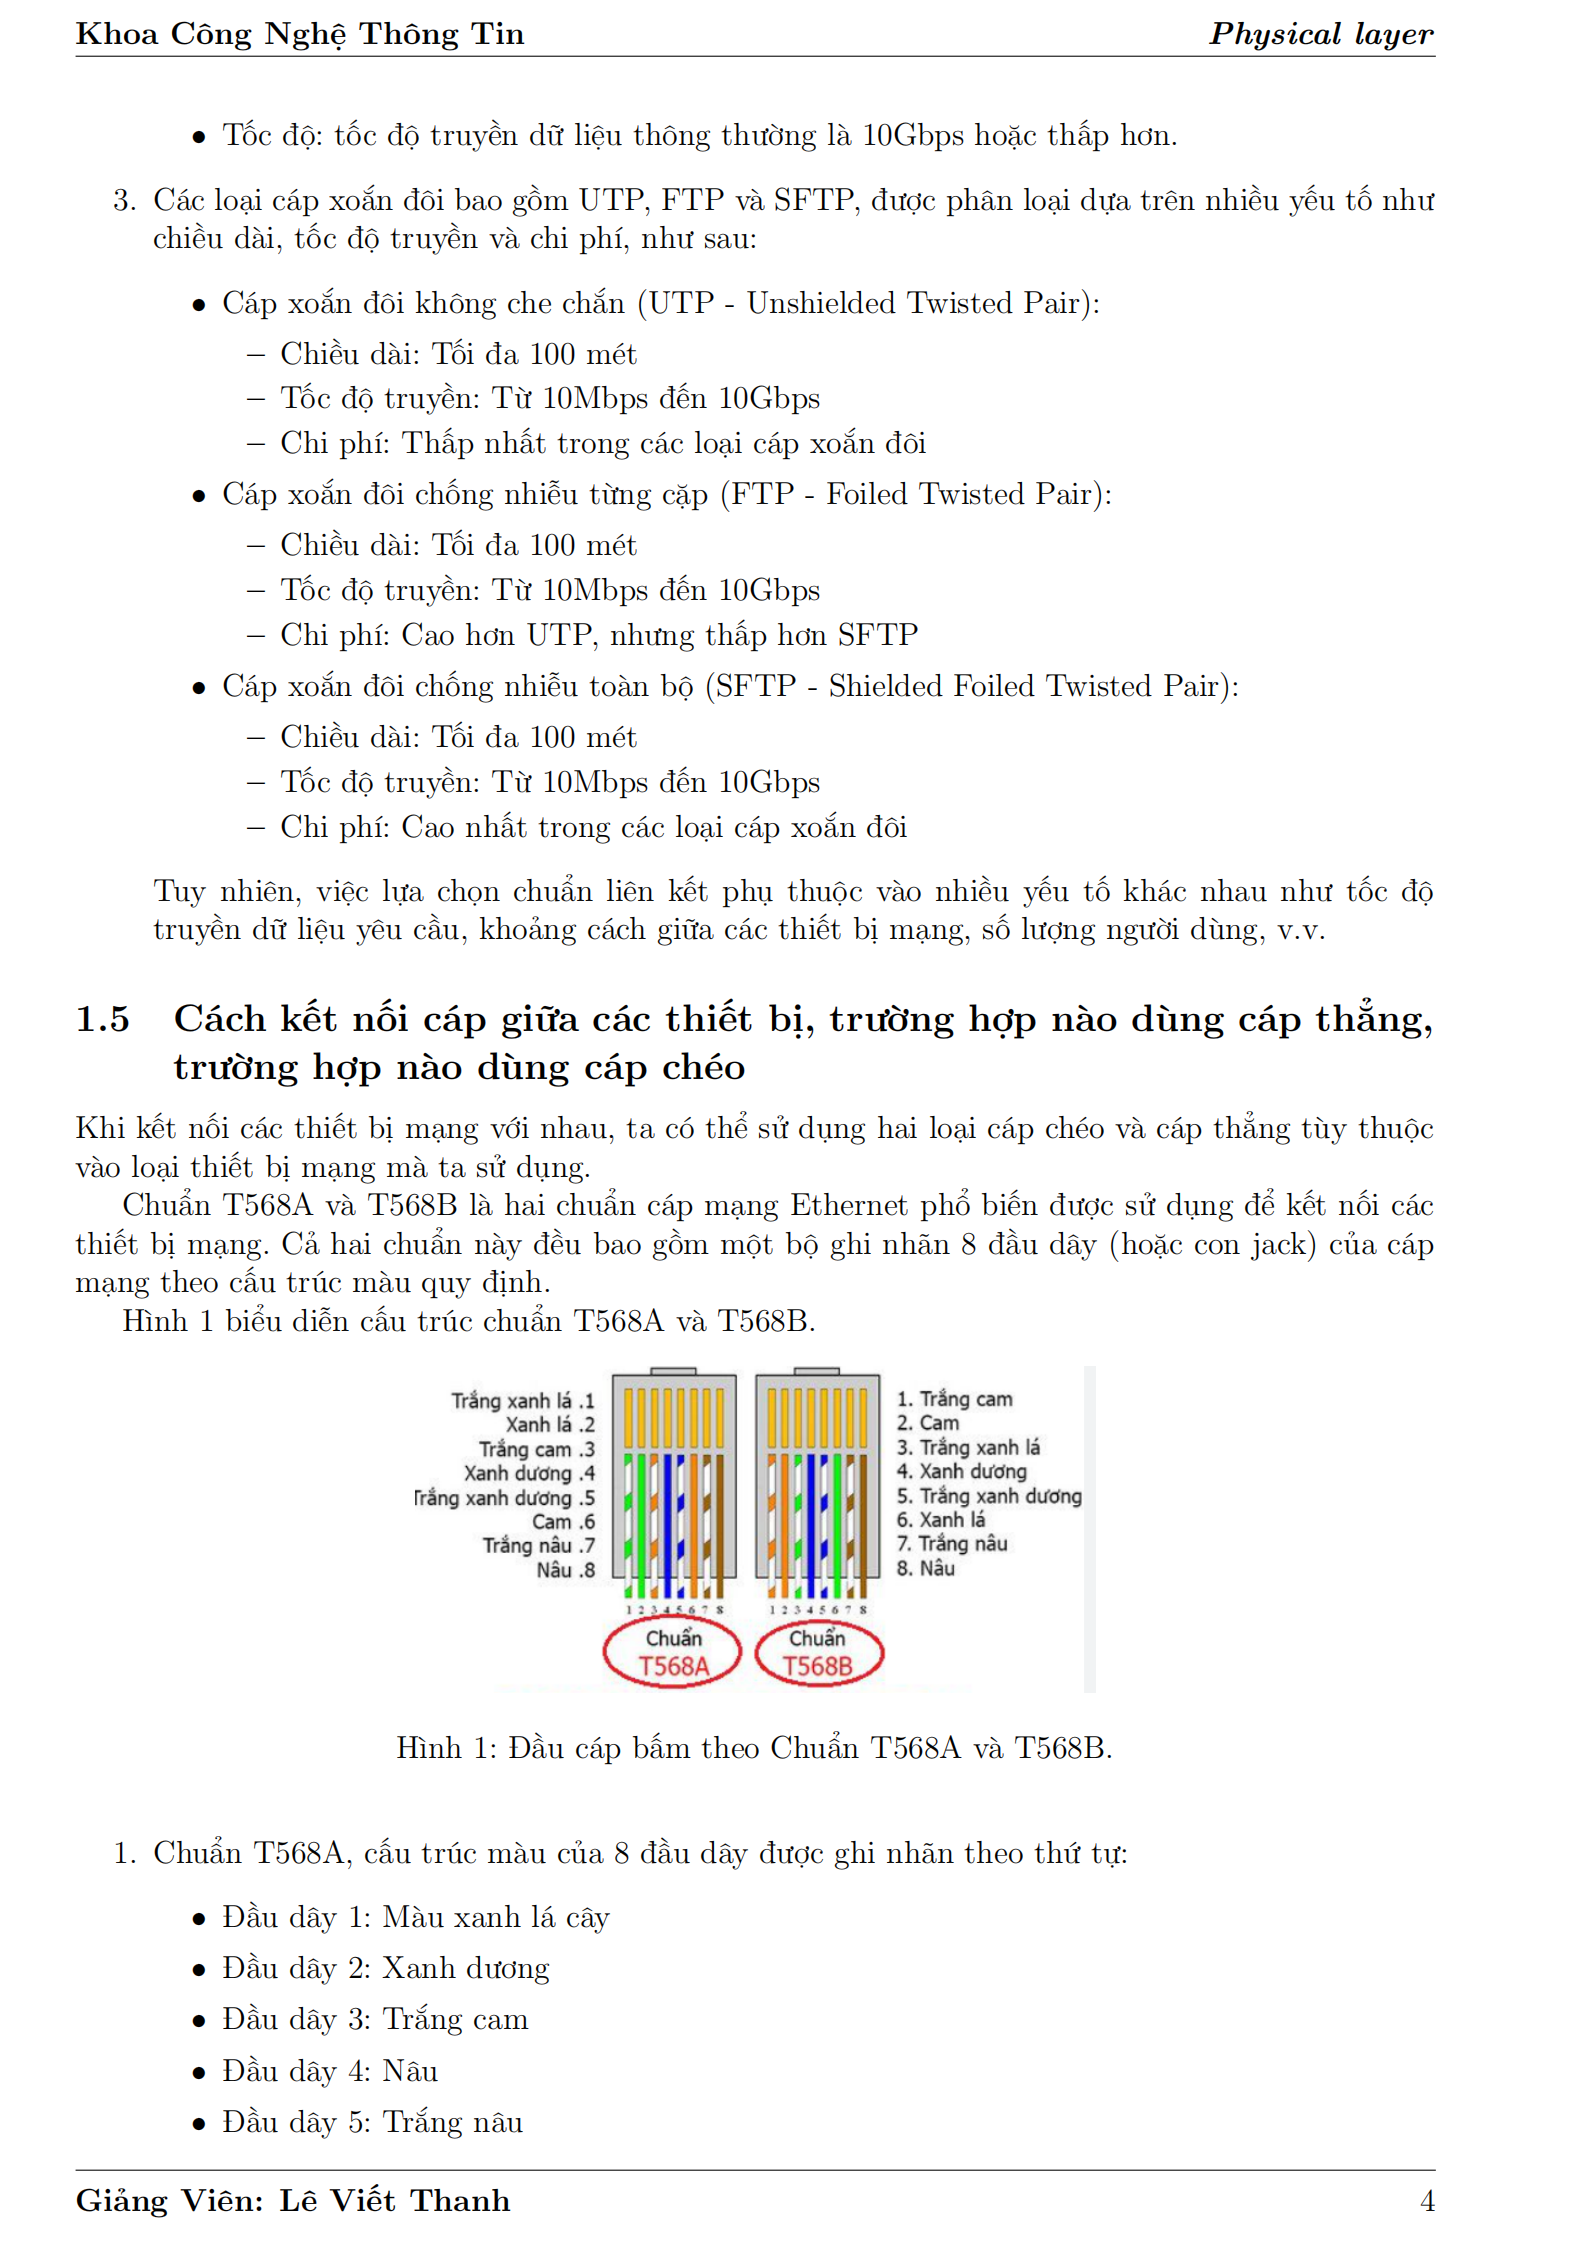 Khoa Công Nghệ Thông Tin Physical layer
• Tốc độ: tốc độ truyền dữ liệu thông thường là 10Gbps hoặc thấp hơn.
3. Các loại cáp xoắn đôi bao gồm UTP, FTP và SFTP, được phân loại dựa trên nhiều yếu tố như
chiều dài, tốc độ truyền và chi phí, như sau:
• Cáp xoắn đôi không che chắn (UTP - Unshielded Twisted Pair):
– Chiều dài: Tối đa 100 mét
– Tốc độ truyền: Từ 10Mbps đến 10Gbps
– Chi phí: Thấp nhất trong các loại cáp xoắn đôi
• Cáp xoắn đôi chống nhiễu từng cặp (FTP - Foiled Twisted Pair):
– Chiều dài: Tối đa 100 mét
– Tốc độ truyền: Từ 10Mbps đến 10Gbps
– Chi phí: Cao hơn UTP, nhưng thấp hơn SFTP
• Cáp xoắn đôi chống nhiễu toàn bộ (SFTP - Shielded Foiled Twisted Pair):
– Chiều dài: Tối đa 100 mét
– Tốc độ truyền: Từ 10Mbps đến 10Gbps
– Chi phí: Cao nhất trong các loại cáp xoắn đôi
Tuy nhiên, việc lựa chọn chuẩn liên kết phụ thuộc vào nhiều yếu tố khác nhau như tốc độ
truyền dữ liệu yêu cầu, khoảng cách giữa các thiết bị mạng, số lượng người dùng, v.v.
1.5 Cách kết nối cáp giữa các thiết bị, trường hợp nào dùng cáp thẳng,
trường hợp nào dùng cáp chéo
Khi kết nối các thiết bị mạng với nhau, ta có thể sử dụng hai loại cáp chéo và cáp thẳng tùy thuộc
vào loại thiết bị mạng mà ta sử dụng.
Chuẩn T568A và T568B là hai chuẩn cáp mạng Ethernet phổ biến được sử dụng để kết nối các
thiết bị mạng. Cả hai chuẩn này đều bao gồm một bộ ghi nhãn 8 đầu dây (hoặc con jack) của cáp
mạng theo cấu trúc màu quy định.
Hình 1 biểu diễn cấu trúc chuẩn T568A và T568B.
Trắng xanh lá .1
Xanh lá .2
Trắng cam .3
Xanh dương .4
Trắng xanh dương .5
Cam .6
Trắng nâu .7
Nâu .8
1 2 3 4 5 6 7 8
Chuẩn
T568A
1. Trắng cam
2. Cam
3. Trắng xanh lá
4. Xanh dương
5. Trắng xanh dương
6. Xanh lá
7. Trắng nâu
8. Nâu
1 2 3 4 5 6 7 8
Chuẩn
T568B
Hình 1: Đầu cáp bấm theo Chuẩn T568A và T568B.
1. Chuẩn T568A, cấu trúc màu của 8 đầu dây được ghi nhãn theo thứ tự:
• Đầu dây 1: Màu xanh lá cây
• Đầu dây 2: Xanh dương
• Đầu dây 3: Trắng cam
• Đầu dây 4: Nâu
• Đầu dây 5: Trắng nâu
Giảng Viên: Lê Viết Thanh 4